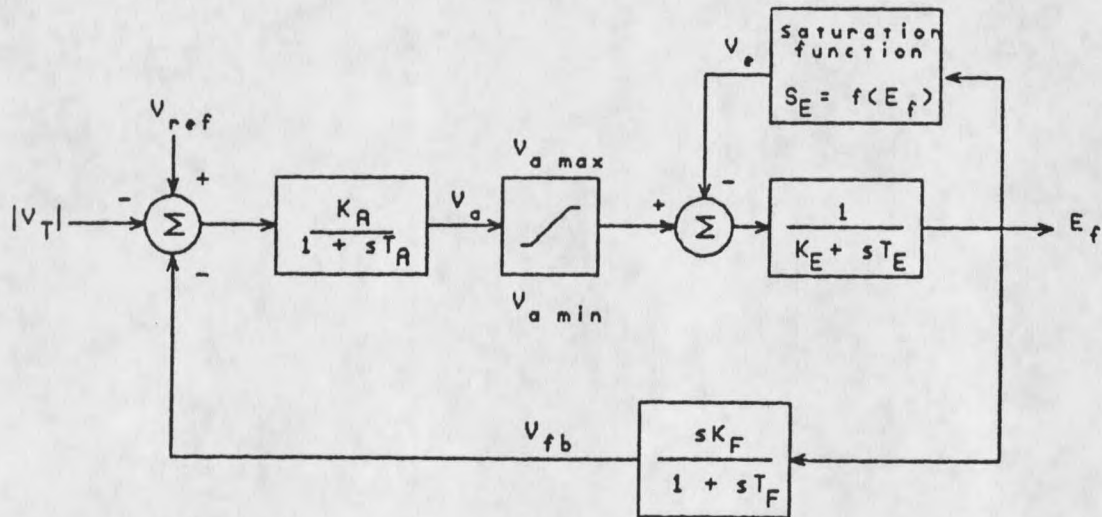 Saturation
function
S_E = f(E_f)
V_e
V_ref
+
-
|V_T|
Σ
-
K_A
1 + sT_A
V_a
V_a max
V_a min
+
-
Σ
1
K_E + sT_E
E_f
V_fb
sK_F
1 + sT_F